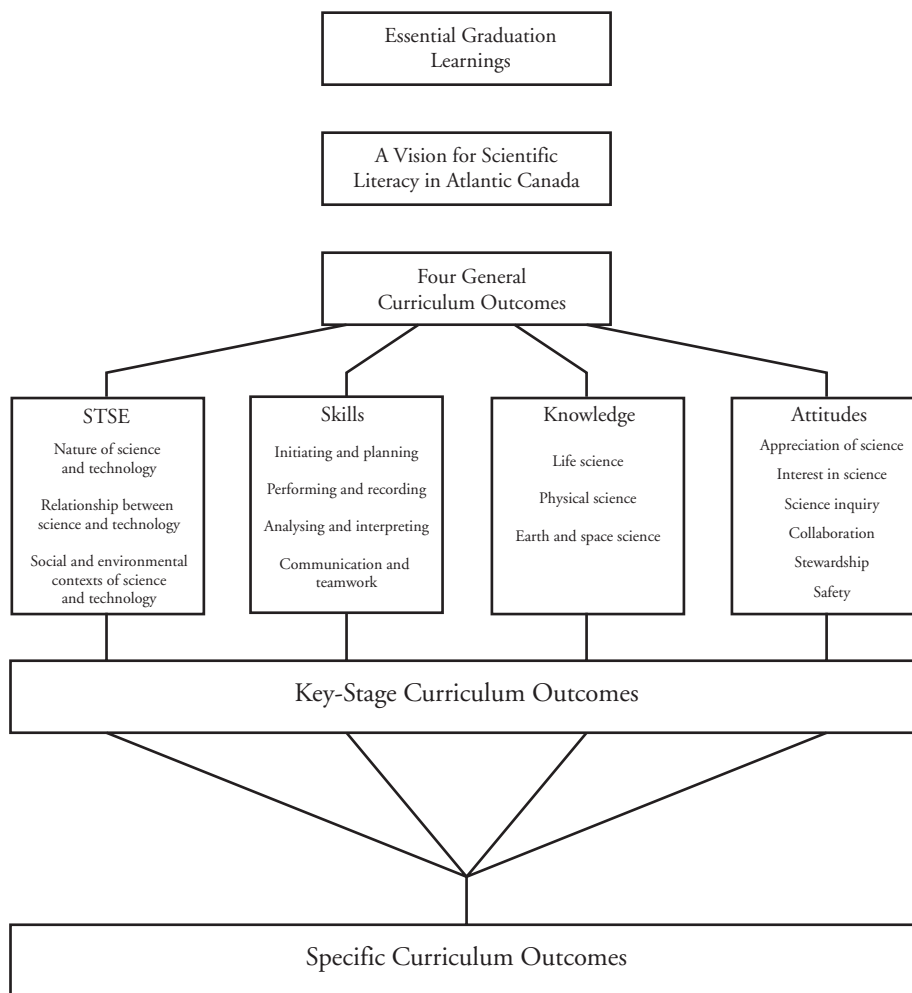 Essential Graduation
Learnings
A Vision for Scientific
Literacy in Atlantic Canada
Four General
Curriculum Outcomes
STSE
Nature of science
and technology
Relationship between
science and technology
Social and environmental
contexts of science
and technology
Skills
Initiating and planning
Performing and recording
Analysing and interpreting
Communication and
teamwork
Knowledge
Life science
Physical science
Earth and space science
Attitudes
Appreciation of science
Interest in science
Science inquiry
Collaboration
Stewardship
Safety
Key-Stage Curriculum Outcomes
Specific Curriculum Outcomes